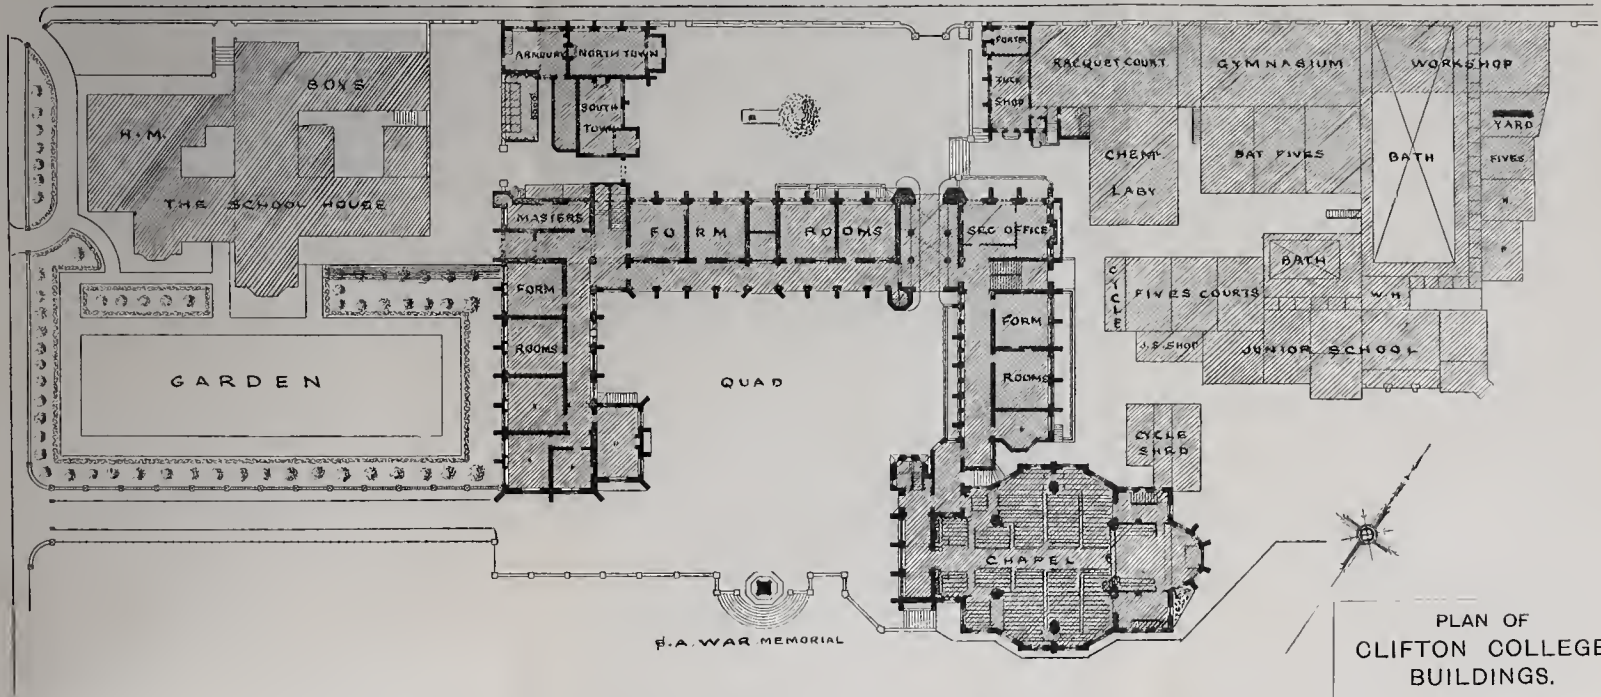 BOYS
H.M.
THE SCHOOL HOUSE
GARDEN
ARMOURY
NORTH TOWN
SOUTH
TOWN
MASTERS
FORM ROOMS
SEC OFFICE
FORM
ROOMS
FORM
ROOMS
QUAD
PORTER
TUCK
SHOP
RACQUET COURT
GYMNASIUM
WORKSHOP
CHEML
LABY
BAT FIVES
BATH
YARD
FIVES
BATH
CYCLE
FIVES COURTS
W.H
J.S. SHOP
JUNIOR SCHOOL
CYCLE
SHED
CHAPEL
S.A. WAR MEMORIAL
PLAN OF
CLIFTON COLLEGE
BUILDINGS.